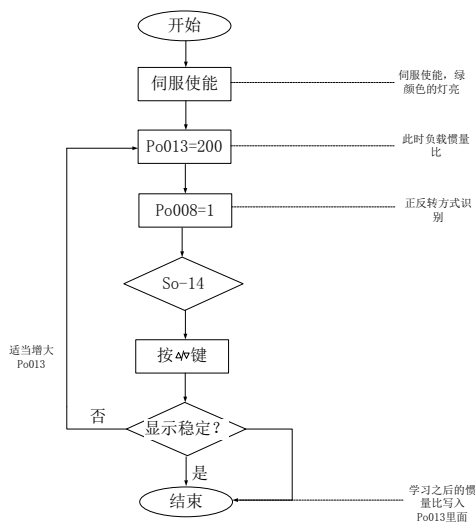 开始
伺服使能
伺服使能，绿
颜色的灯亮
Po013=200
此时负载惯量
比
Po008=1
正反转方式识
别
So-14
适当增大
Po013
按△/▽键
否
显示稳定？
是
结束
学习之后的惯
量比写入
Po013里面